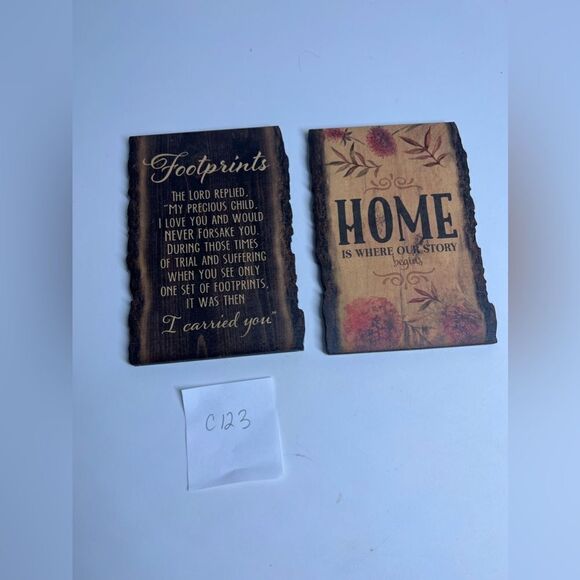 Footprints
THE LORD REPLIED,
"MY PRECIOUS CHILD,
I LOVE YOU AND WOULD
NEVER FORSAKE YOU.
DURING THOSE TIMES
OF TRIAL AND SUFFERING
WHEN YOU SEE ONLY
ONE SET OF FOOTPRINTS,
IT WAS THEN
I carried you"
HOME
IS WHERE OUR STORY
begins
C123